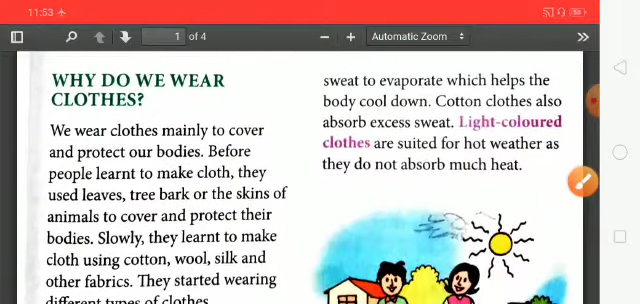 11:53
1 of 4
Automatic Zoom
WHY DO WE WEAR
CLOTHES?
We wear clothes mainly to cover
and protect our bodies. Before
people learnt to make cloth, they
used leaves, tree bark or the skins of
animals to cover and protect their
bodies. Slowly, they learnt to make
cloth using cotton, wool, silk and
other fabrics. They started wearing
different types of clothes
sweat to evaporate which helps the
body cool down. Cotton clothes also
absorb excess sweat. Light-coloured
clothes are suited for hot weather as
they do not absorb much heat.